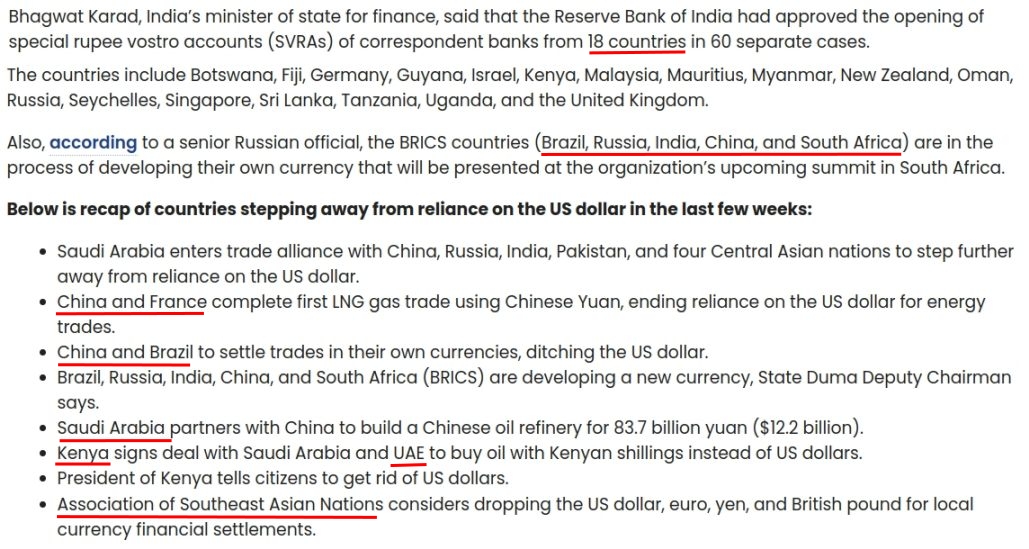 Bhagwat Karad, India’s minister of state for finance, said that the Reserve Bank of India had approved the opening of
special rupee vostro accounts (SVRAs) of correspondent banks from 18 countries in 60 separate cases.
The countries include Botswana, Fiji, Germany, Guyana, Israel, Kenya, Malaysia, Mauritius, Myanmar, New Zealand, Oman,
Russia, Seychelles, Singapore, Sri Lanka, Tanzania, Uganda, and the United Kingdom.
Also, according to a senior Russian official, the BRICS countries (Brazil, Russia, India, China, and South Africa) are in the
process of developing their own currency that will be presented at the organization’s upcoming summit in South Africa.
Below is recap of countries stepping away from reliance on the US dollar in the last few weeks:
• Saudi Arabia enters trade alliance with China, Russia, India, Pakistan, and four Central Asian nations to step further
away from reliance on the US dollar.
• China and France complete first LNG gas trade using Chinese Yuan, ending reliance on the US dollar for energy
trades.
• China and Brazil to settle trades in their own currencies, ditching the US dollar.
• Brazil, Russia, India, China, and South Africa (BRICS) are developing a new currency, State Duma Deputy Chairman
says.
• Saudi Arabia partners with China to build a Chinese oil refinery for 83.7 billion yuan ($12.2 billion).
• Kenya signs deal with Saudi Arabia and UAE to buy oil with Kenyan shillings instead of US dollars.
• President of Kenya tells citizens to get rid of US dollars.
• Association of Southeast Asian Nations considers dropping the US dollar, euro, yen, and British pound for local
currency financial settlements.